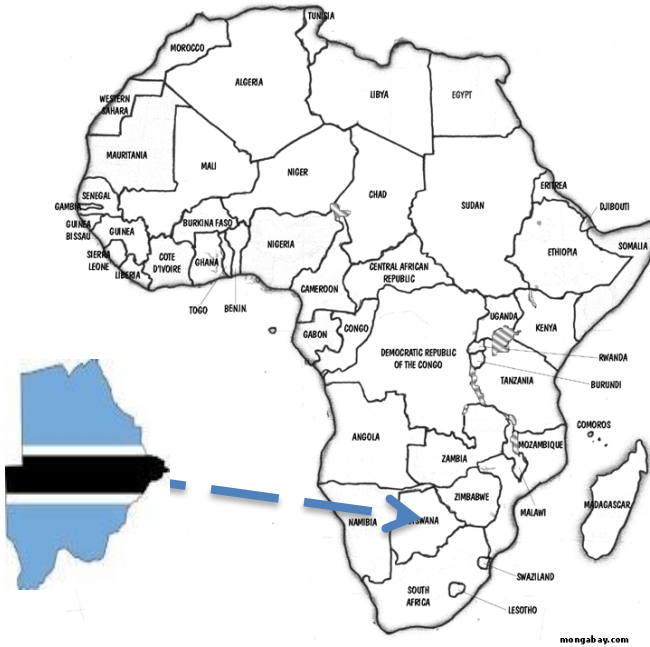 TUNISIA
MOROCCO
ALGERIA
LIBYA
EGYPT
WESTERN
SAHARA
MAURITANIA
MALI
NIGER
CHAD
SUDAN
ERITREA
DJIBOUTI
SENEGAL
GAMBIA
GUINEA
BISSAU
GUINEA
BURKINA FASO
SIERRA
LEONE
LIBERIA
COTE
D'IVOIRE
GHANA
TOGO
BENIN
NIGERIA
CAMEROON
CENTRAL AFRICAN
REPUBLIC
ETHIOPIA
SOMALIA
GABON
CONGO
DEMOCRATIC REPUBLIC
OF THE CONGO
UGANDA
KENYA
RWANDA
BURUNDI
TANZANIA
COMOROS
ANGOLA
ZAMBIA
MOZAMBIQUE
MALAWI
MADAGASCAR
ZIMBABWE
NAMIBIA
TSWANA
SOUTH
AFRICA
SWAZILAND
LESOTHO
mongabay.com